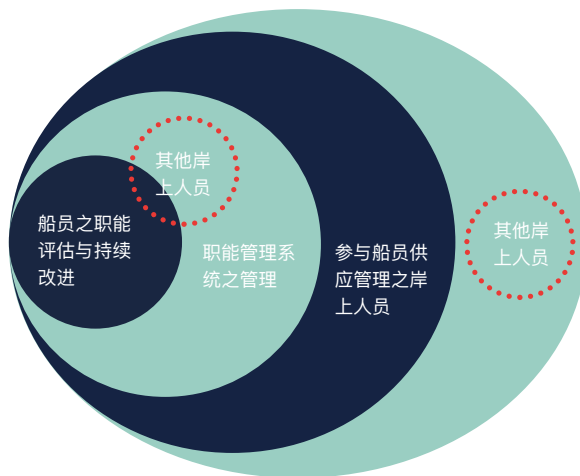 其他岸
上人员
船员之职能
评估与持续
改进
职能管理系
统之管理
参与船员供
应管理之岸
上人员
其他岸
上人员